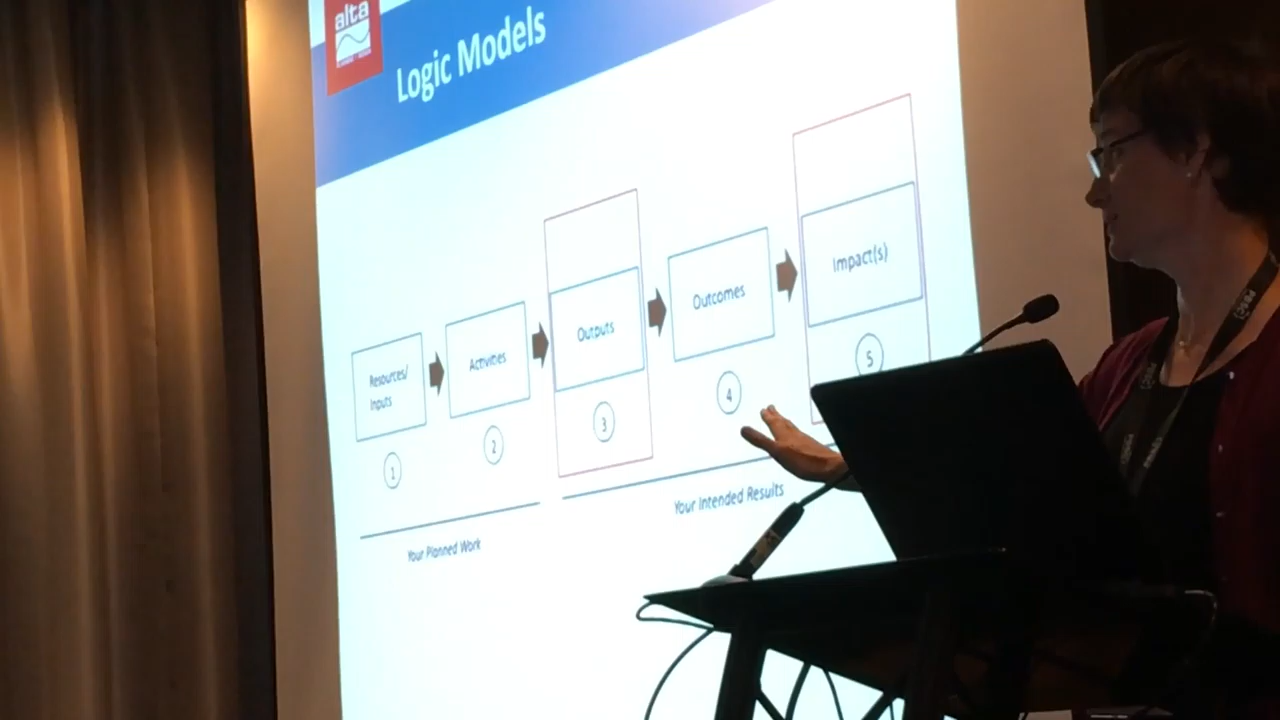 alta
Logic Models
Resources/
Inputs
Activities
Outputs
Outcomes
Impact(s)
1
2
3
4
5
Your Planned Work
Your Intended Results